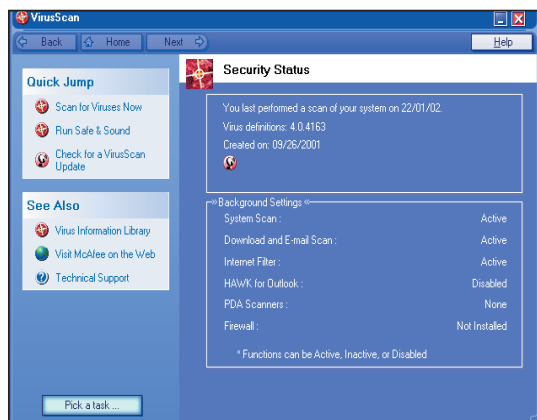 VirusScan
Back Home Next Help
Quick Jump
Scan for Viruses Now
Run Safe & Sound
Check for a VirusScan
Update
See Also
Virus Information Library
Visit McAfee on the Web
Technical Support
Pick a task ...
Security Status
You last performed a scan of your system on 22/01/02.
Virus definitions: 4.0.4163
Created on: 09/26/2001
»Background Settings «
System Scan : Active
Download and E-mail Scan : Active
Internet Filter : Active
HAWK for Outlook : Disabled
PDA Scanners : None
Firewall : Not Installed
* Functions can be Active, Inactive, or Disabled